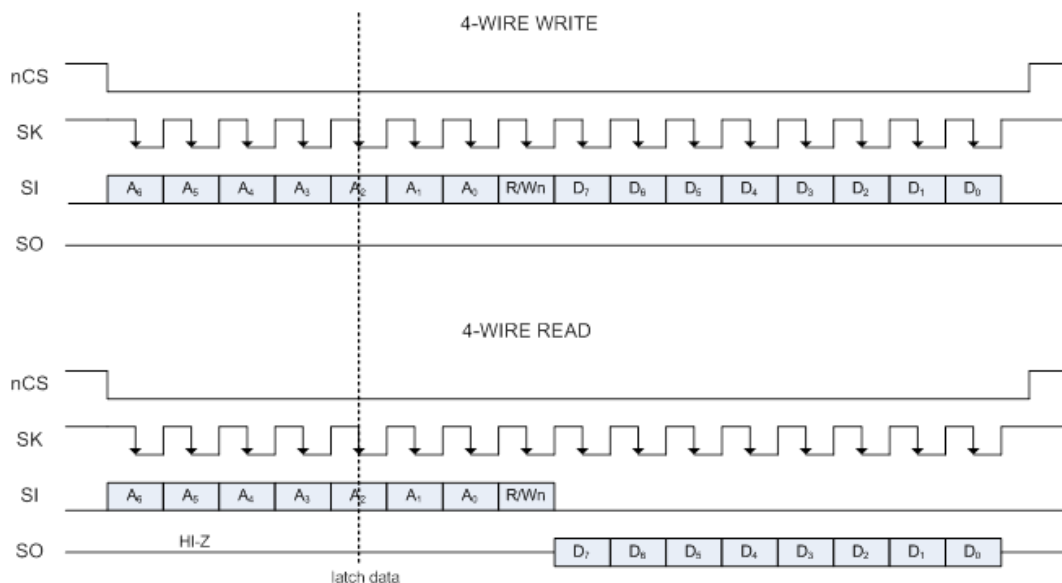 4-WIRE WRITE
nCS
SK
SI A₆ A₅ A₄ A₃ A₂ A₁ A₀ R/Wn D₇ D₆ D₅ D₄ D₃ D₂ D₁ D₀
SO
4-WIRE READ
nCS
SK
SI A₆ A₅ A₄ A₃ A₂ A₁ A₀ R/Wn
SO HI-Z D₇ D₆ D₅ D₄ D₃ D₂ D₁ D₀
latch data